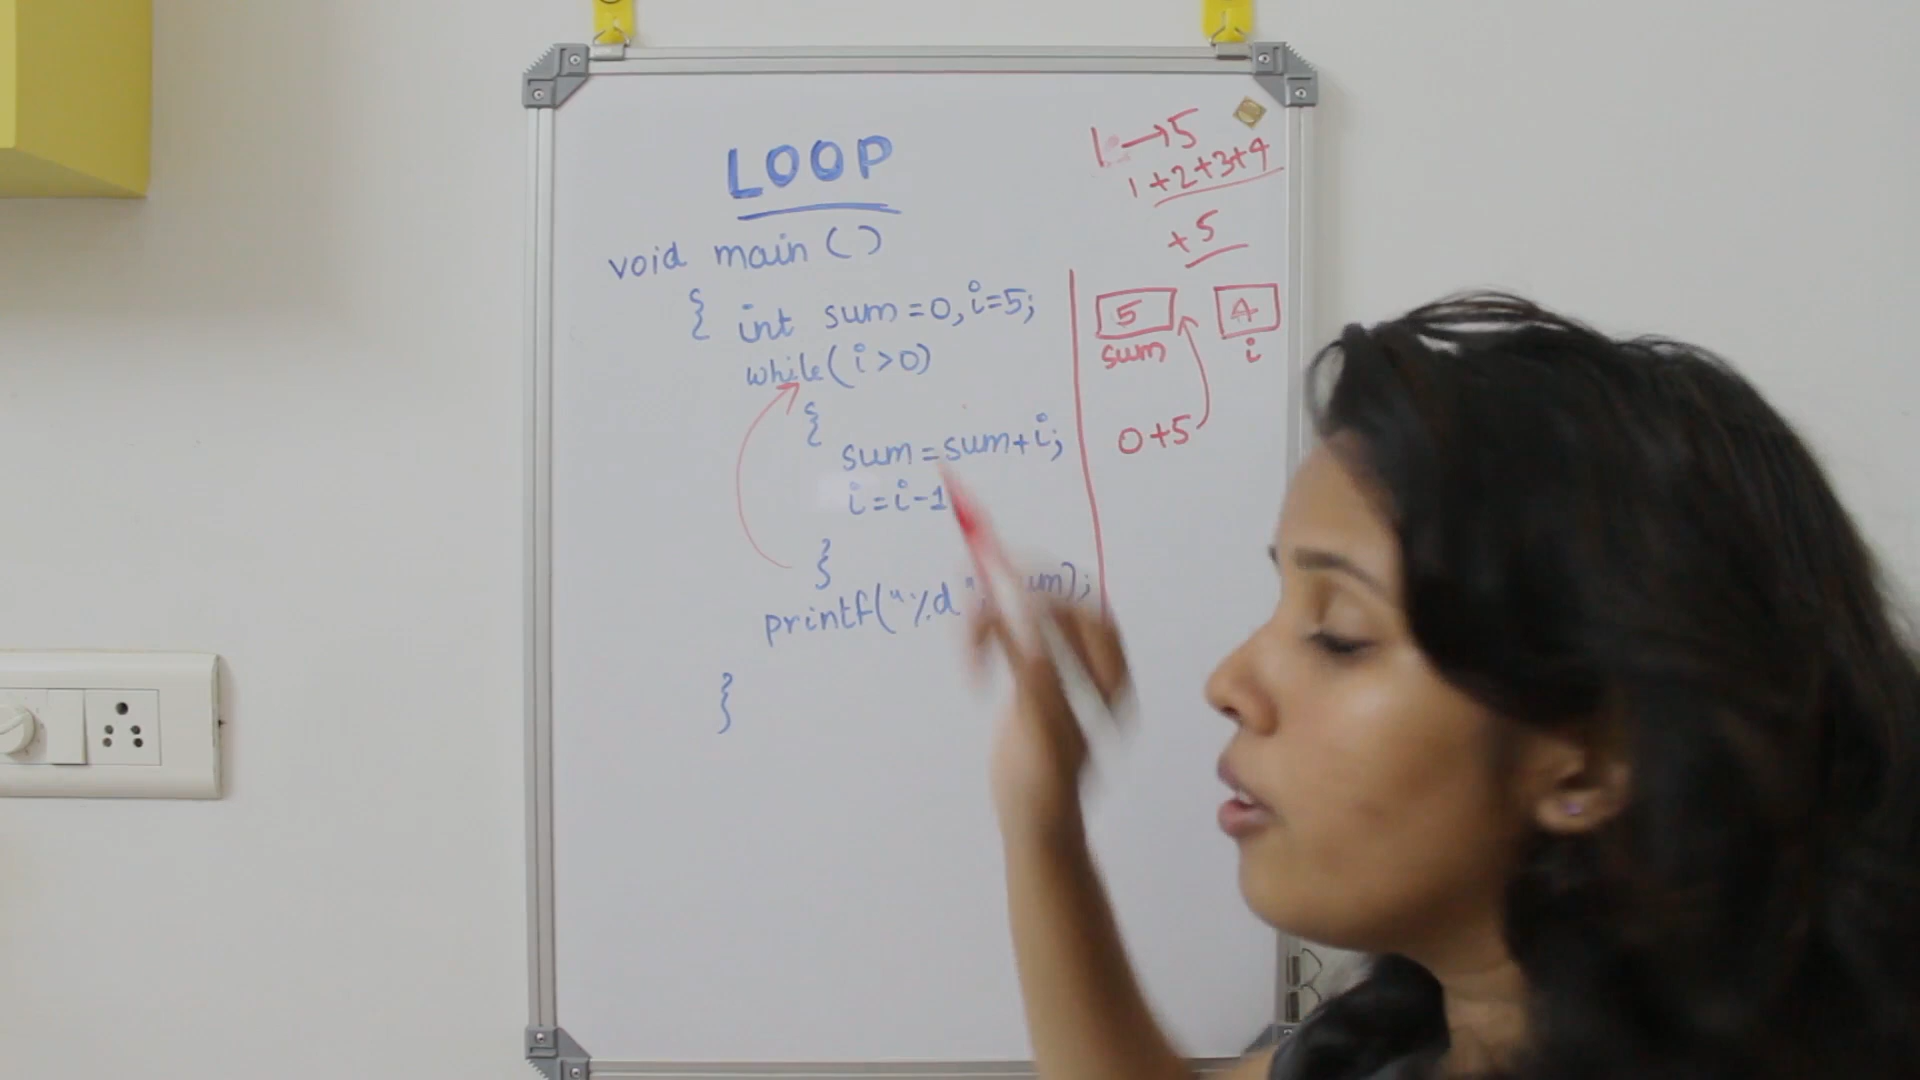 LOOP
void main ()
{ int sum = 0, i=5;
while( i > 0)
{
sum = sum + i;
i = i - 1
}
printf("%d"
}
1 → 5
1 + 2 + 3 + 4
+ 5
5 4
sum i
0 + 5